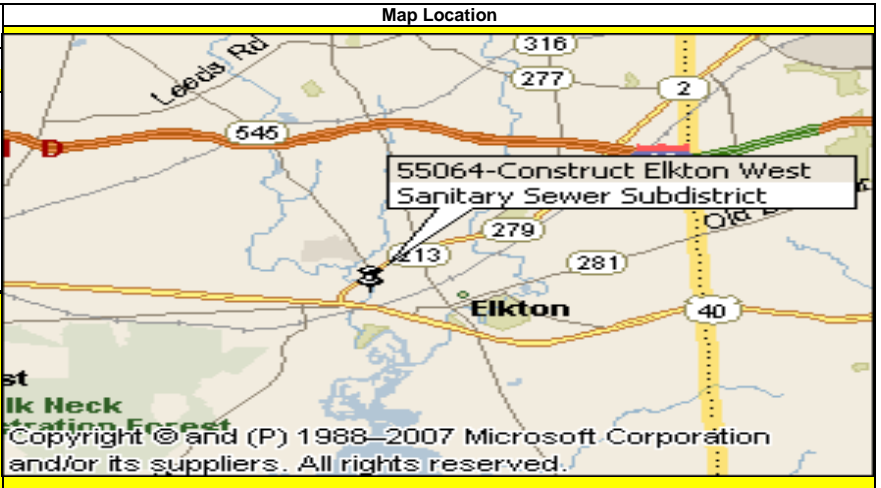 Map Location
316
Leeds Rd
277
2
545
D
55064-Construct Elkton West
Sanitary Sewer Subdistrict
Old
279
213
281
Elkton
40
st
lk Neck
Forest
Copyright © and (P) 1988–2007 Microsoft Corporation
and/or its suppliers. All rights reserved.